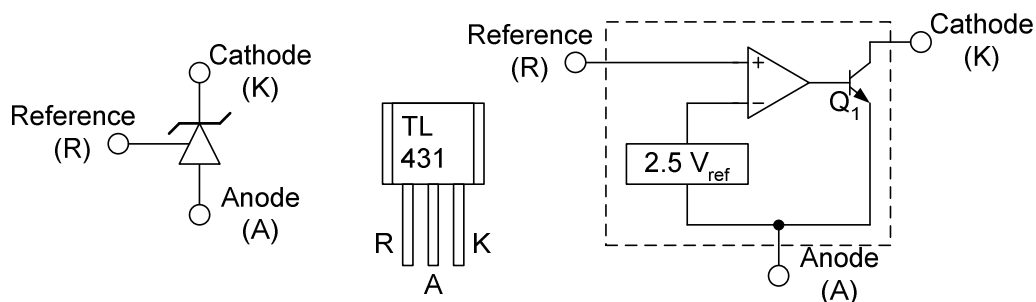 Cathode
(K)
Reference
(R)
Anode
(A)
TL
431
R
A
K
Reference
(R)
Cathode
(K)
+
−
Q1
2.5 Vref
Anode
(A)